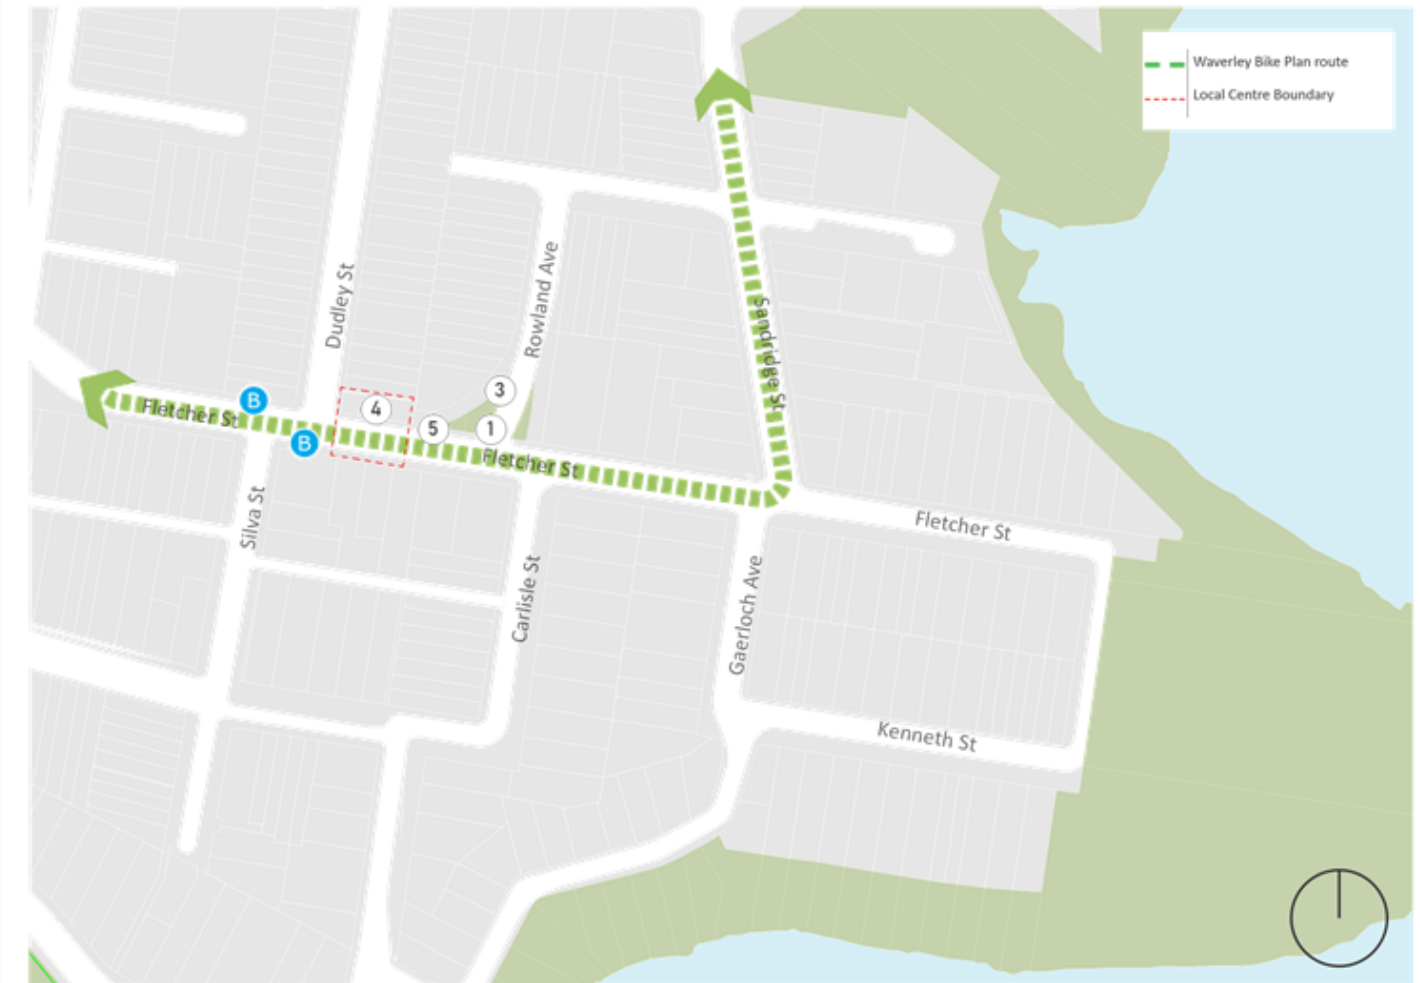 Waverley Bike Plan route
Local Centre Boundary
Dudley St
Rowland Ave
Sandridge St
3
4
5
1
B
B
Fletcher St
Fletcher St
Fletcher St
Silva St
Carlisle St
Gaerloch Ave
Kenneth St